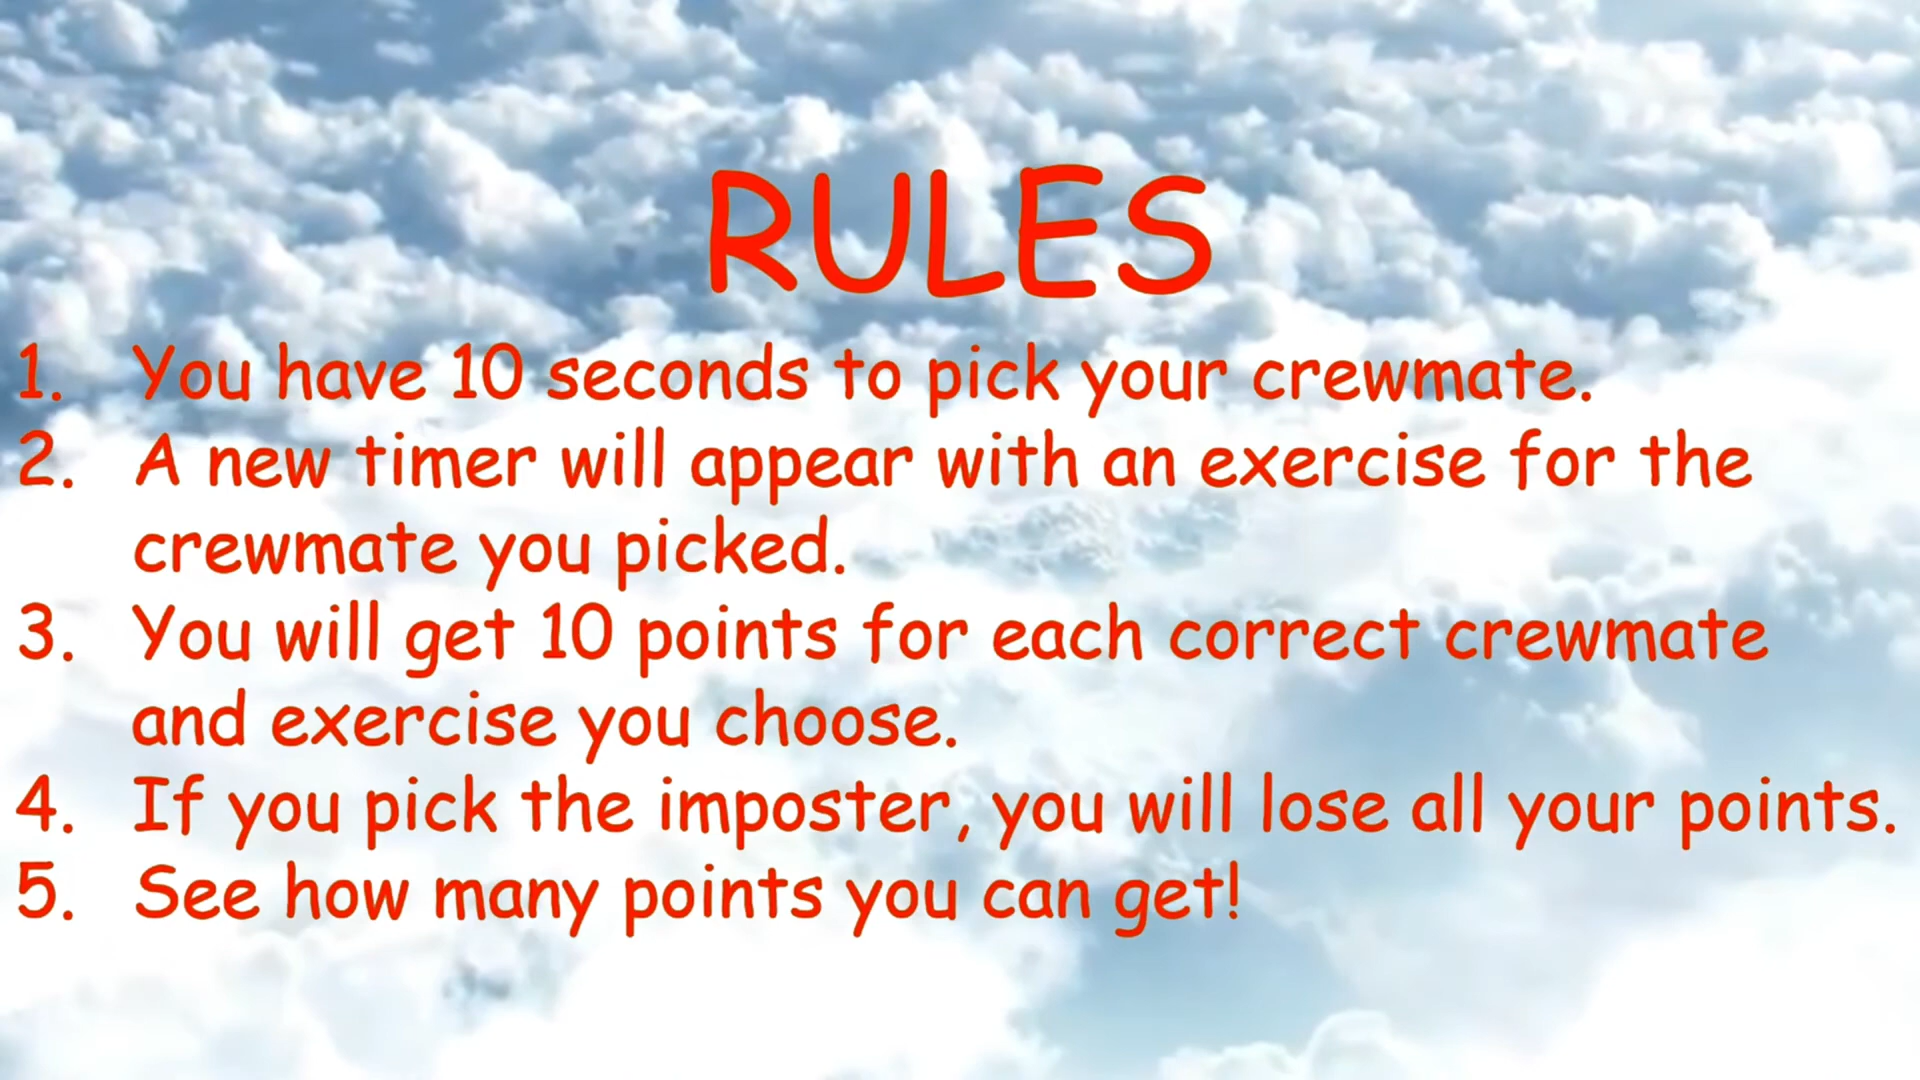 RULES
1. You have 10 seconds to pick your crewmate.
2. A new timer will appear with an exercise for the
crewmate you picked.
3. You will get 10 points for each correct crewmate
and exercise you choose.
4. If you pick the imposter, you will lose all your points.
5. See how many points you can get!